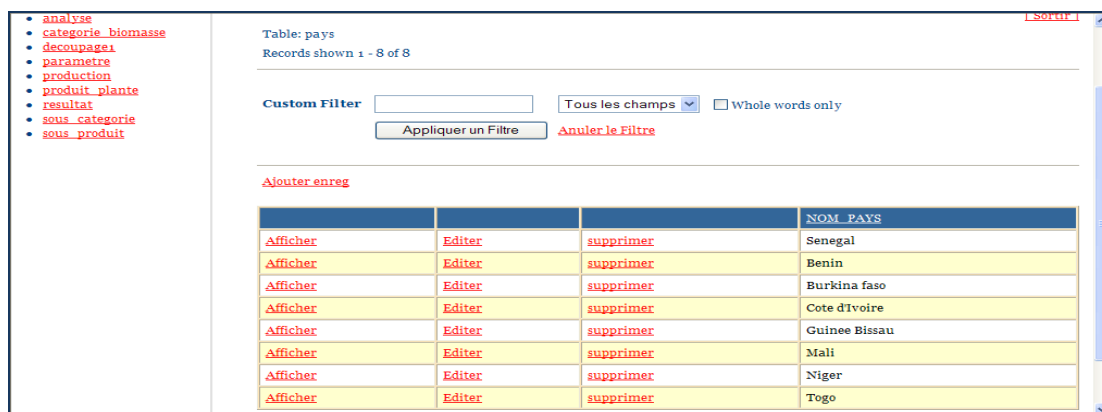 analyse
categorie_biomasse
decoupage1
parametre
production
produit_plante
resultat
sous_categorie
sous_produit
[ Sortir ]
Table: pays
Records shown 1 - 8 of 8
Custom Filter Tous les champs Whole words only
Appliquer un Filtre Anuler le Filtre
Ajouter enreg
NOM_PAYS
Afficher Editer supprimer Senegal
Afficher Editer supprimer Benin
Afficher Editer supprimer Burkina faso
Afficher Editer supprimer Cote d'Ivoire
Afficher Editer supprimer Guinee Bissau
Afficher Editer supprimer Mali
Afficher Editer supprimer Niger
Afficher Editer supprimer Togo